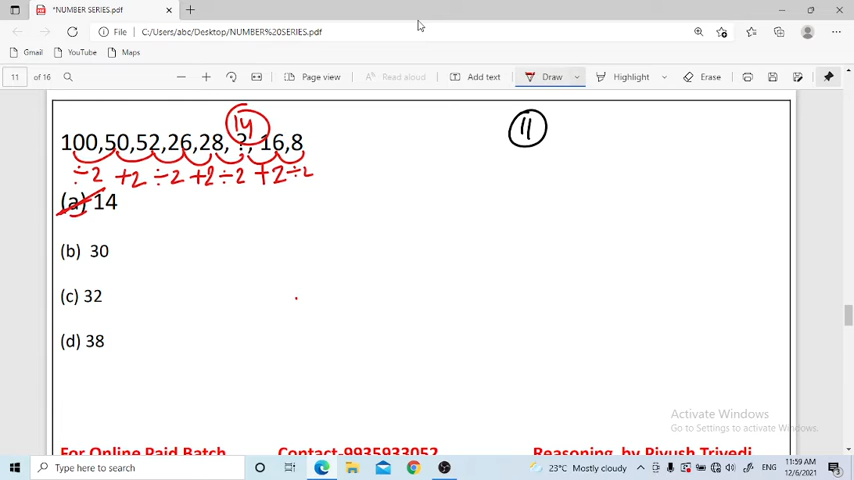 *NUMBER SERIES.pdf
File C:/Users/abc/Desktop/NUMBER%20SERIES.pdf
Gmail YouTube Maps
11 of 16 Page view Read aloud Add text Draw Highlight Erase
14 11
100,50,52,26,28, ?, 16,8
÷2 +2 ÷2 +2 ÷2 +2 ÷2
(a) 14
(b) 30
(c) 32
(d) 38
Activate Windows
Go to Settings to activate Windows.
For Online Paid Batch Contact-9935933052 Reasoning by Piyush Trivedi
Type here to search 23°C Mostly cloudy ENG 11:59 AM
12/6/2021 3